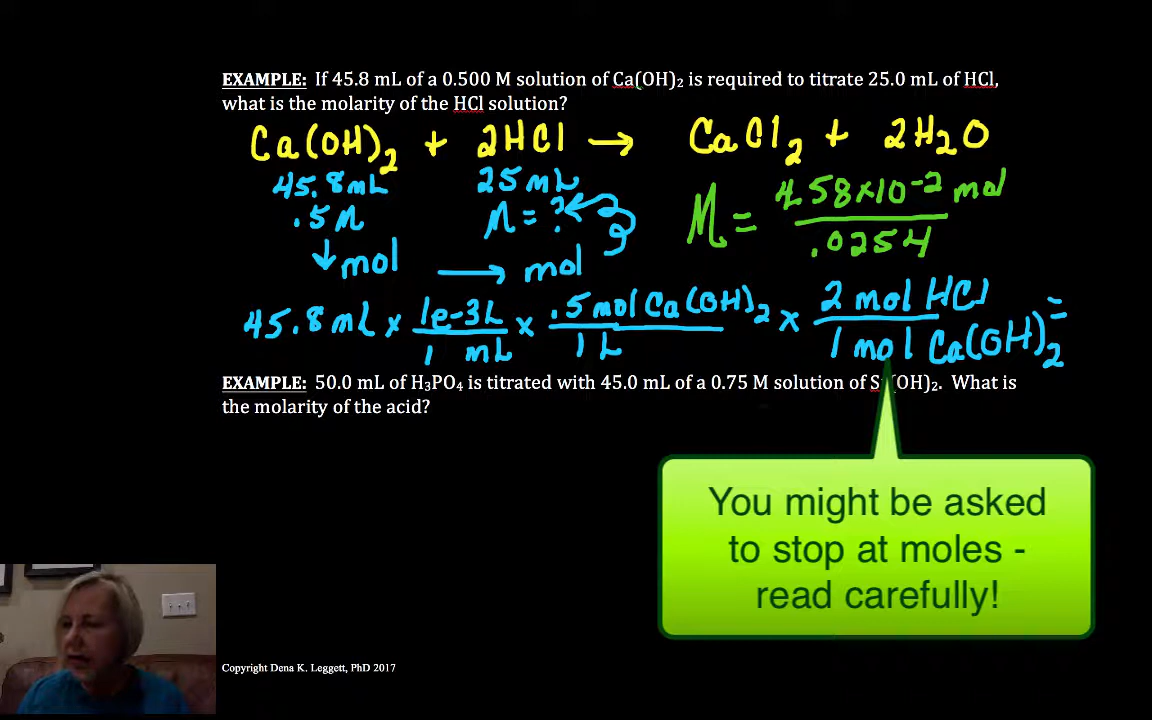 EXAMPLE: If 45.8 mL of a 0.500 M solution of Ca(OH)₂ is required to titrate 25.0 mL of HCl,
what is the molarity of the HCl solution?
Ca(OH)₂ + 2HCl → CaCl₂ + 2H₂O
45.8mL 25mL
.5M M = ?
↓mol → mol
M = 4.58×10⁻² mol / .025
45.8 mL × 1e-3L / 1 mL × .5 mol Ca(OH)₂ / 1 L × 2 mol HCl / 1 mol Ca(OH)₂ =
EXAMPLE: 50.0 mL of H₃PO₄ is titrated with 45.0 mL of a 0.75 M solution of S (OH)₂. What is
the molarity of the acid?
You might be asked
to stop at moles -
read carefully!
Copyright Dena K. Leggett, PhD 2017